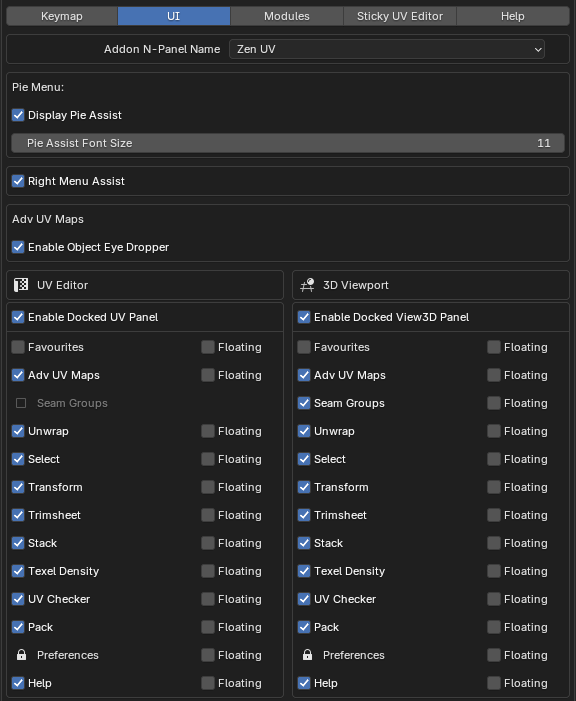 Keymap UI Modules Sticky UV Editor Help
Addon N-Panel Name Zen UV
Pie Menu:
Display Pie Assist
Pie Assist Font Size 11
Right Menu Assist
Adv UV Maps
Enable Object Eye Dropper
UV Editor
Enable Docked UV Panel
Favourites Floating
Adv UV Maps Floating
Seam Groups
Unwrap Floating
Select Floating
Transform Floating
Trimsheet Floating
Stack Floating
Texel Density Floating
UV Checker Floating
Pack Floating
Preferences Floating
Help Floating
3D Viewport
Enable Docked View3D Panel
Favourites Floating
Adv UV Maps Floating
Seam Groups Floating
Unwrap Floating
Select Floating
Transform Floating
Trimsheet Floating
Stack Floating
Texel Density Floating
UV Checker Floating
Pack Floating
Preferences Floating
Help Floating